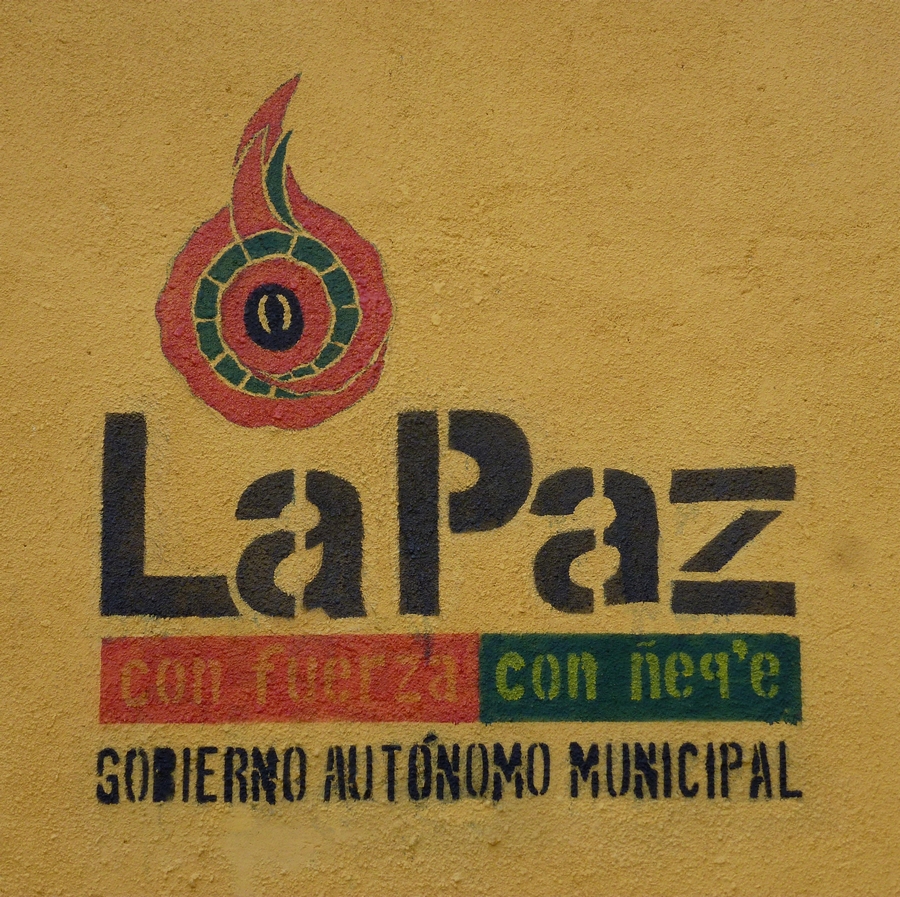 La Paz
con fuerza con ñeq'e
GOBIERNO AUTÓNOMO MUNICIPAL